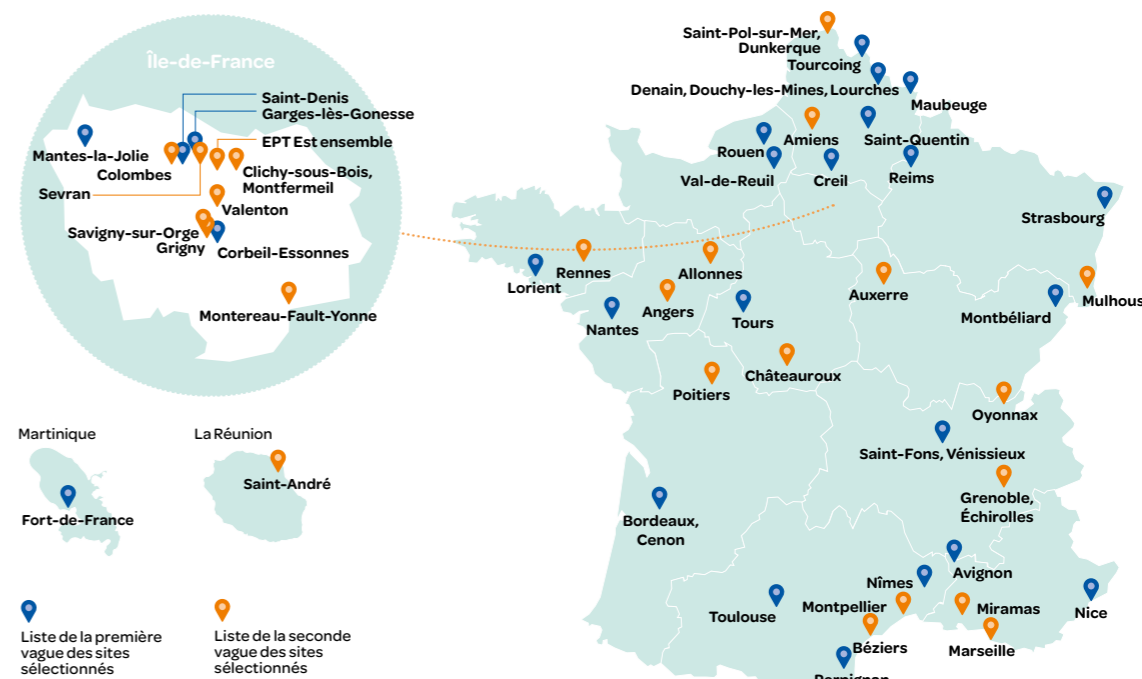 Île-de-France
Saint-Denis
Garges-lès-Gonesse
EPT Est ensemble
Mantes-la-Jolie
Colombes
Clichy-sous-Bois,
Montfermeil
Sevran
Valenton
Savigny-sur-Orge
Grigny
Corbeil-Essonnes
Montereau-Fault-Yonne
Martinique
Fort-de-France
La Réunion
Saint-André
Liste de la première
vague des sites
sélectionnés
Liste de la seconde
vague des sites
sélectionnés
Saint-Pol-sur-Mer,
Dunkerque
Tourcoing
Denain, Douchy-les-Mines, Lourches
Maubeuge
Amiens
Saint-Quentin
Rouen
Val-de-Reuil
Creil
Reims
Strasbourg
Rennes
Lorient
Allonnes
Auxerre
Mulhous
Angers
Nantes
Tours
Montbéliard
Châteauroux
Poitiers
Oyonnax
Saint-Fons, Vénissieux
Grenoble,
Échirolles
Bordeaux,
Cenon
Avignon
Nîmes
Toulouse
Montpellier
Miramas
Nice
Béziers
Marseille